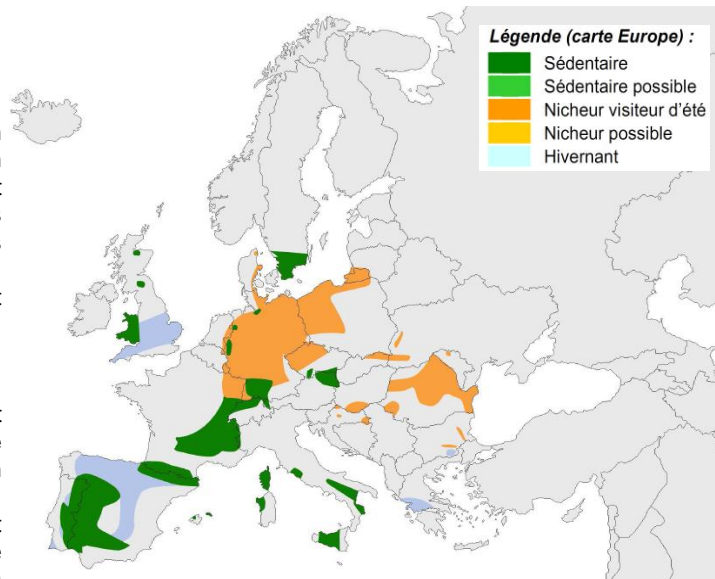 Légende (carte Europe) :
Sédentaire
Sédentaire possible
Nicheur visiteur d'été
Nicheur possible
Hivernant